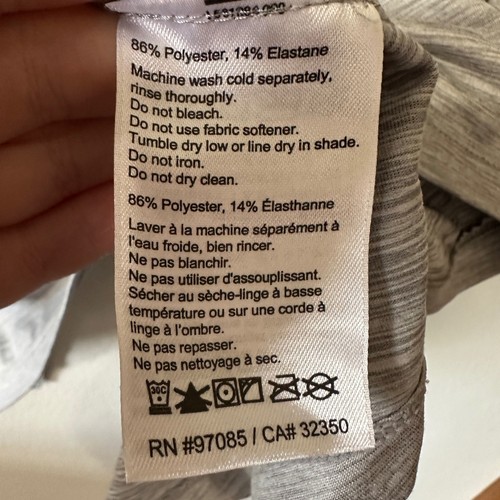 86% Polyester, 14% Elastane
Machine wash cold separately,
rinse thoroughly.
Do not bleach.
Do not use fabric softener.
Tumble dry low or line dry in shade.
Do not iron.
Do not dry clean.
86% Polyester, 14% Élasthanne
Laver à la machine séparément à
l'eau froide, bien rincer.
Ne pas blanchir.
Ne pas utiliser d'assouplissant.
Sécher au sèche-linge à basse
température ou sur une corde à
linge à l'ombre.
Ne pas repasser.
Ne pas nettoyage à sec.
30C
RN #97085 / CA# 32350